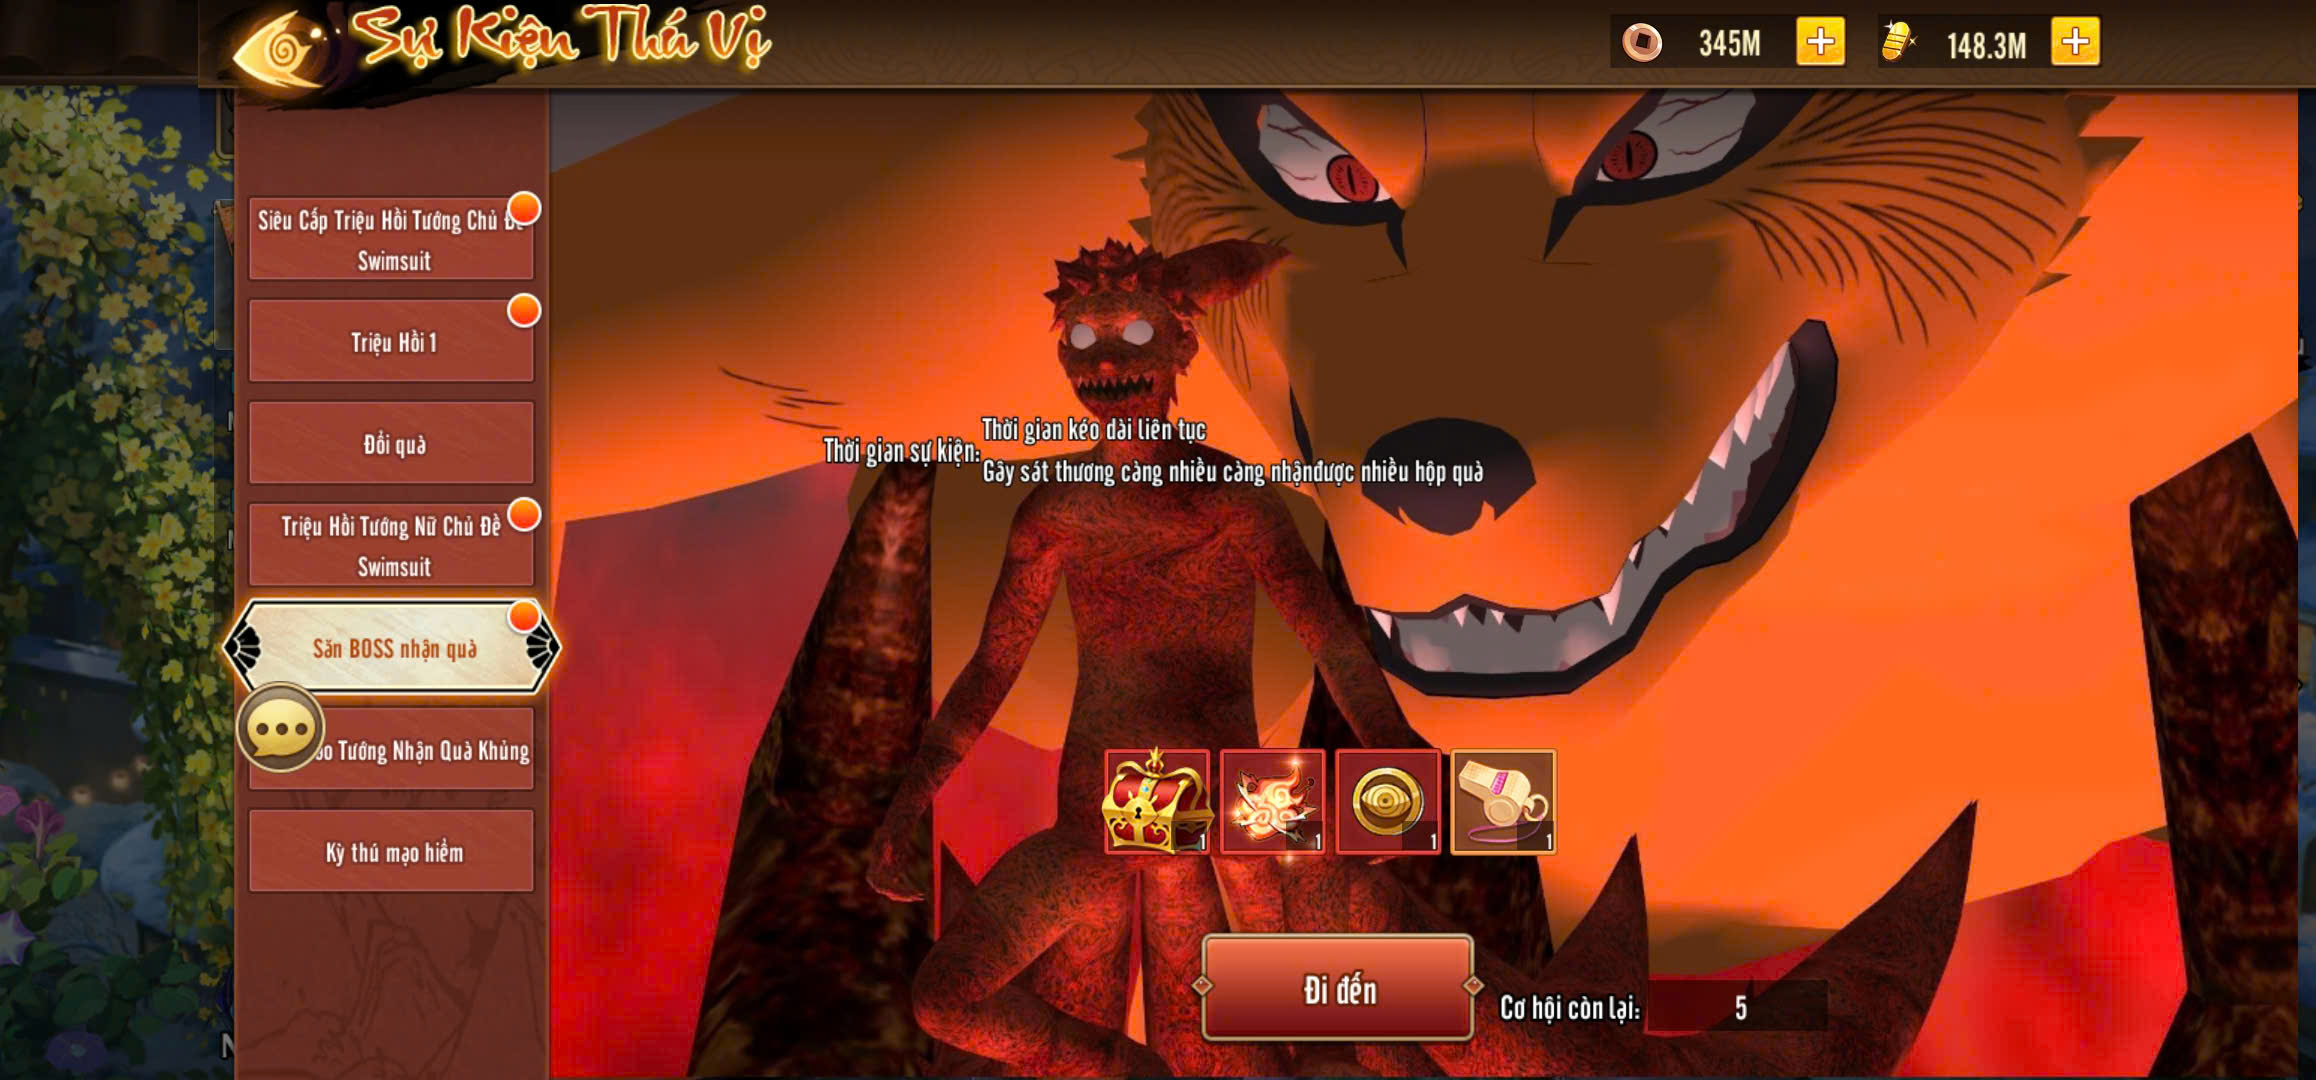 Sự Kiện Thú Vị
345M
148.3M
Siêu Cấp Triệu Hồi Tướng Chủ Đề
Swimsuit
Triệu Hồi 1
Đổi quà
Triệu Hồi Tướng Nữ Chủ Đề
Swimsuit
Săn BOSS nhận quà
Tướng Nhận Quà Khủng
Kỳ thú mạo hiểm
Thời gian sự kiện:
Thời gian kéo dài liên tục
Gây sát thương càng nhiều càng nhậnđược nhiều hộp quà
1
1
1
1
Đi đến
Cơ hội còn lại:
5